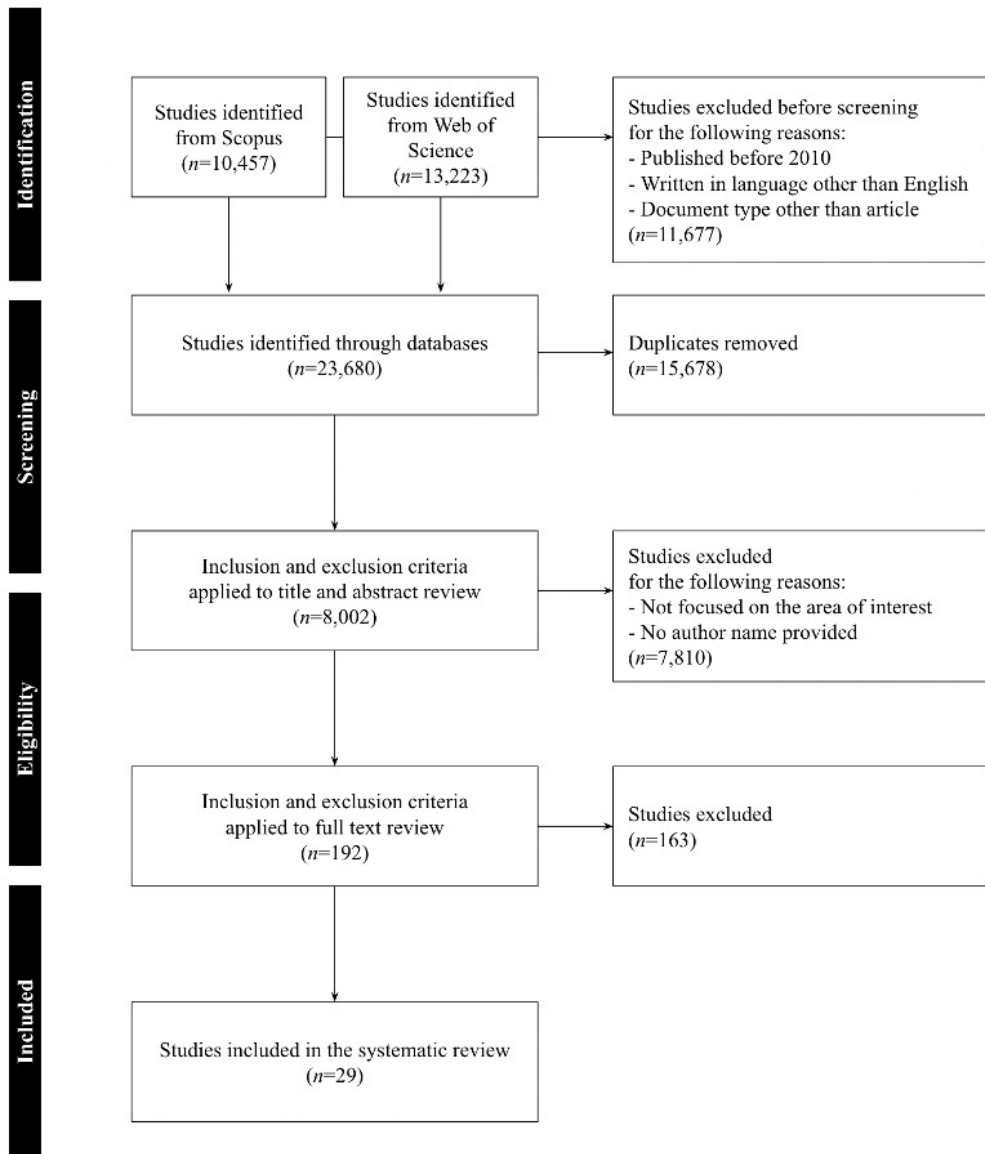 Identification
Studies identified
from Scopus
(n=10,457)
Studies identified
from Web of
Science
(n=13,223)
Studies excluded before screening
for the following reasons:
- Published before 2010
- Written in language other than English
- Document type other than article
(n=11,677)
Screening
Studies identified through databases
(n=23,680)
Duplicates removed
(n=15,678)
Inclusion and exclusion criteria
applied to title and abstract review
(n=8,002)
Studies excluded
for the following reasons:
- Not focused on the area of interest
- No author name provided
(n=7,810)
Eligibility
Inclusion and exclusion criteria
applied to full text review
(n=192)
Studies excluded
(n=163)
Included
Studies included in the systematic review
(n=29)